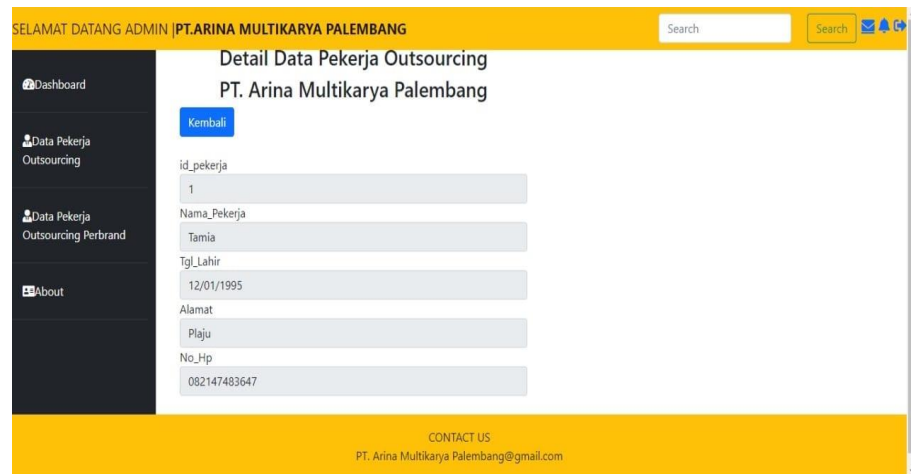 SELAMAT DATANG ADMIN |PT.ARINA MULTIKARYA PALEMBANG
Search
Search
Dashboard
Data Pekerja
Outsourcing
Data Pekerja
Outsourcing Perbrand
About
Detail Data Pekerja Outsourcing
PT. Arina Multikarya Palembang
Kembali
id_pekerja
1
Nama_Pekerja
Tamia
Tgl_Lahir
12/01/1995
Alamat
Plaju
No_Hp
082147483647
CONTACT US
PT. Arina Multikarya Palembang@gmail.com